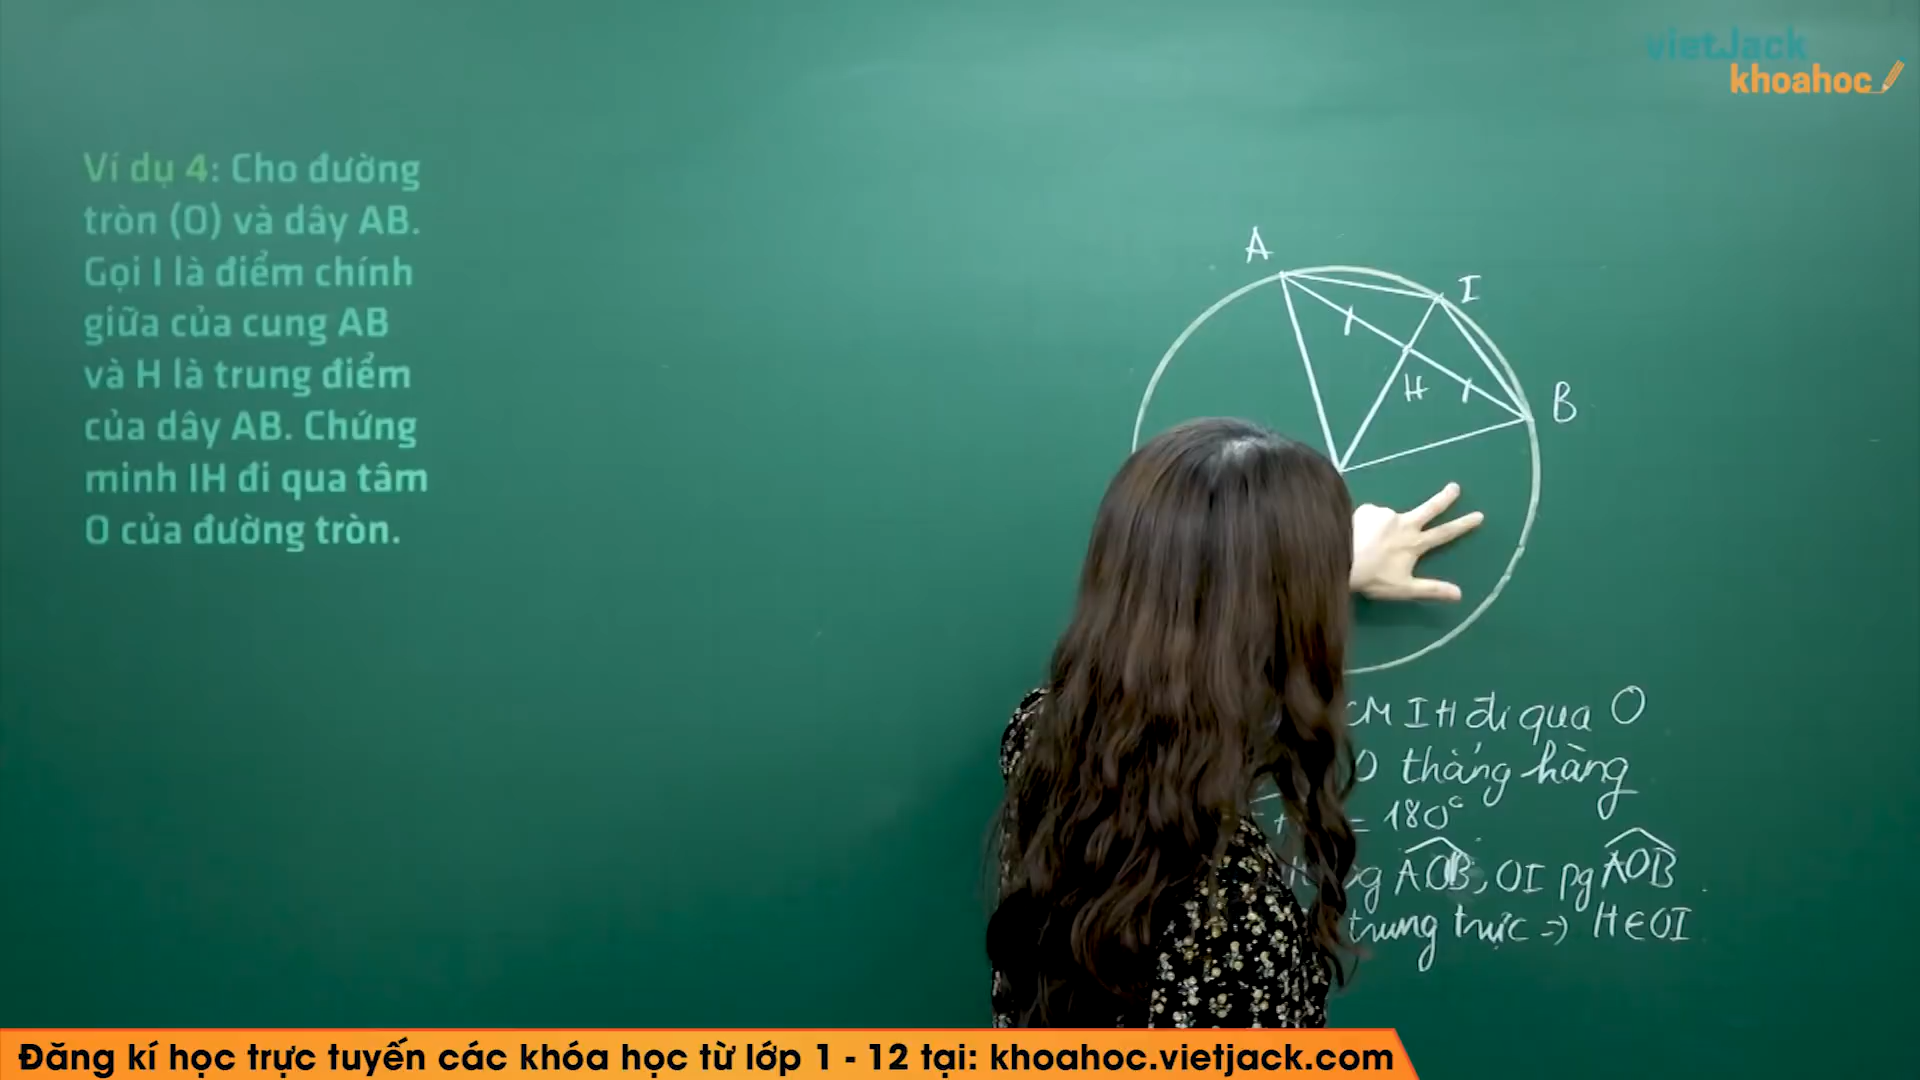 vietJack
khoahoc
Ví dụ 4: Cho đường
tròn (O) và dây AB.
Gọi I là điểm chính
giữa của cung AB
và H là trung điểm
của dây AB. Chứng
minh IH đi qua tâm
O của đường tròn.
A
I
H
B
CM IH đi qua O
O thẳng hàng
= 180°
pg AOB, OI pg AOB
trung trực => H∈OI
Đăng kí học trực tuyến các khóa học từ lớp 1 - 12 tại: khoahoc.vietjack.com